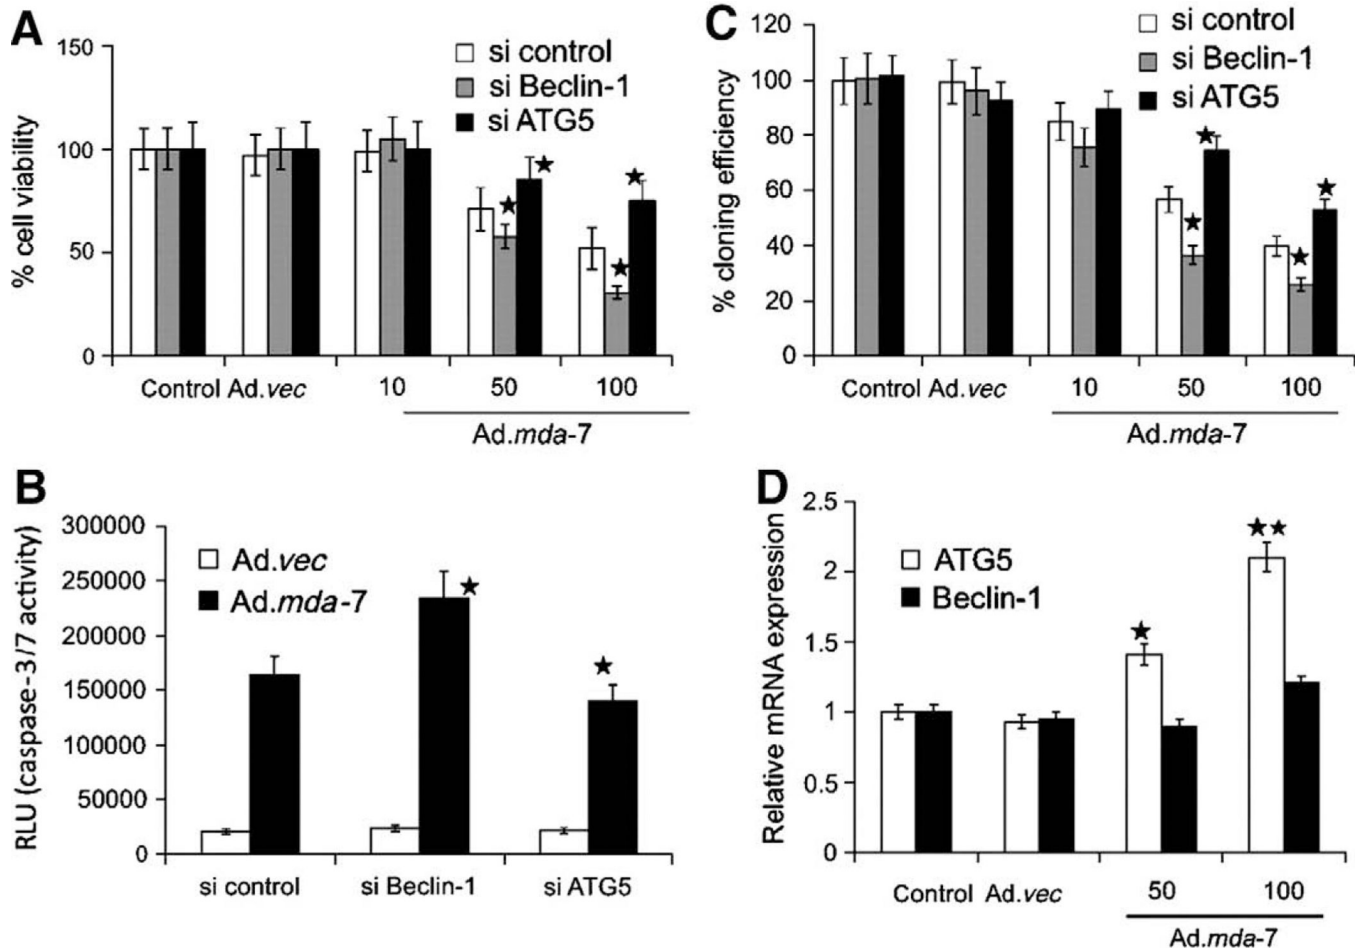 A
150
100
50
0
% cell viability
si control
si Beclin-1
si ATG5
★
★
★
★
Control Ad.vec 10 50 100
Ad.mda-7
C
120
100
80
60
40
20
0
% cloning efficiency
si control
si Beclin-1
si ATG5
★
★
★
★
Control Ad.vec 10 50 100
Ad.mda-7
B
300000
250000
200000
150000
100000
50000
0
RLU (caspase-3/7 activity)
Ad.vec
Ad.mda-7
★
★
si control si Beclin-1 si ATG5
D
2.5
2
1.5
1
0.5
0
Relative mRNA expression
ATG5
Beclin-1
★
★★
Control Ad.vec 50 100
Ad.mda-7